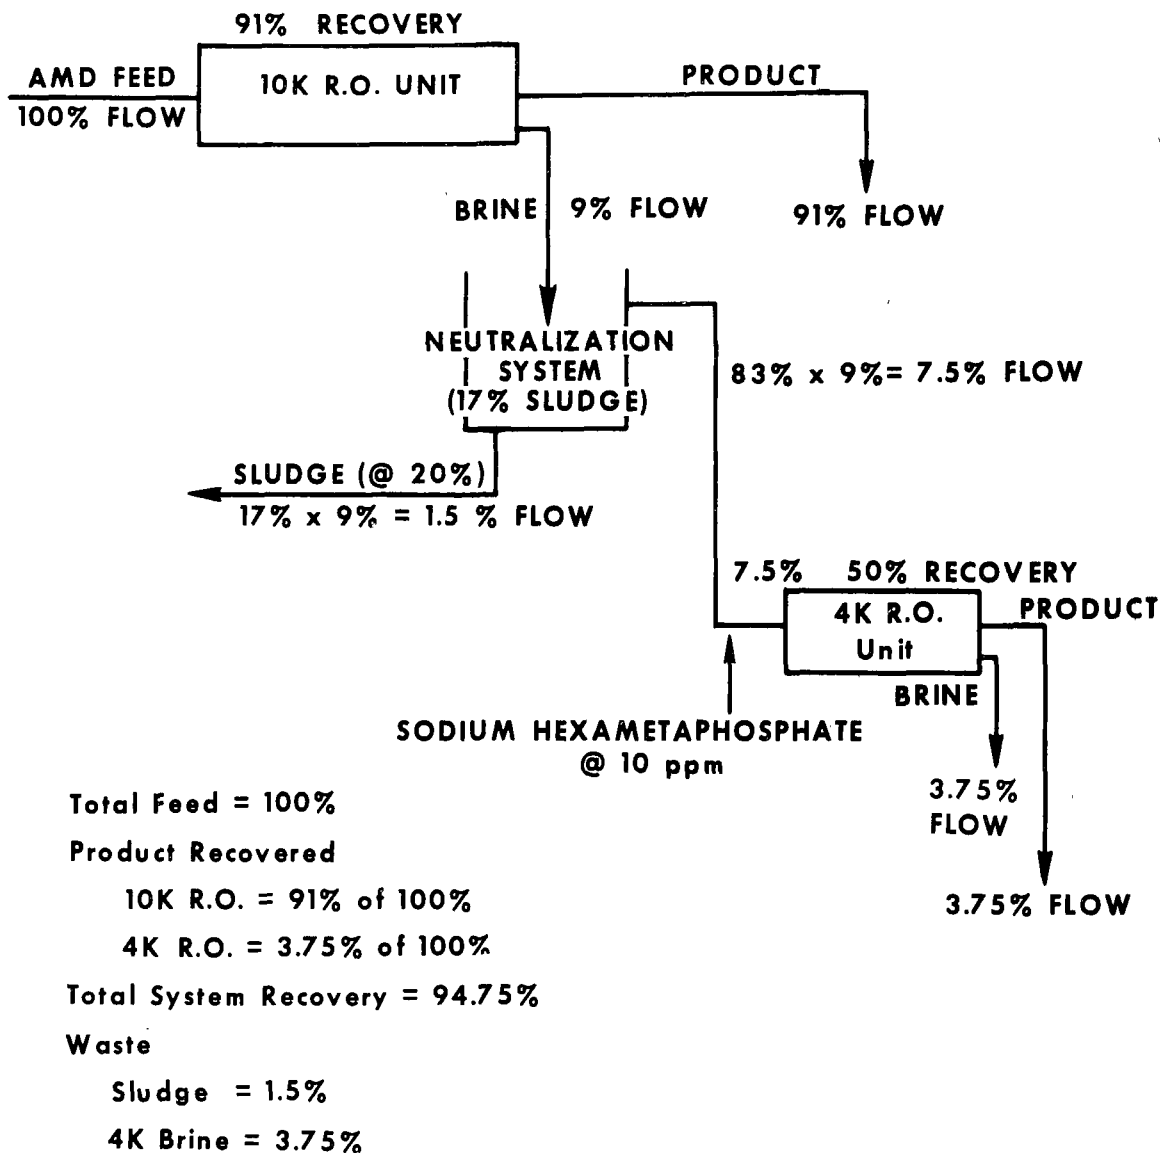 91% RECOVERY
AMD FEED
100% FLOW
10K R.O. UNIT
PRODUCT
91% FLOW
BRINE
9% FLOW
NEUTRALIZATION
SYSTEM
(17% SLUDGE)
83% x 9%= 7.5% FLOW
SLUDGE (@ 20%)
17% x 9% = 1.5 % FLOW
7.5%
50% RECOVERY
4K R.O.
Unit
PRODUCT
BRINE
SODIUM HEXAMETAPHOSPHATE
@ 10 ppm
3.75%
FLOW
3.75% FLOW
Total Feed = 100%
Product Recovered
10K R.O. = 91% of 100%
4K R.O. = 3.75% of 100%
Total System Recovery = 94.75%
Waste
Sludge = 1.5%
4K Brine = 3.75%